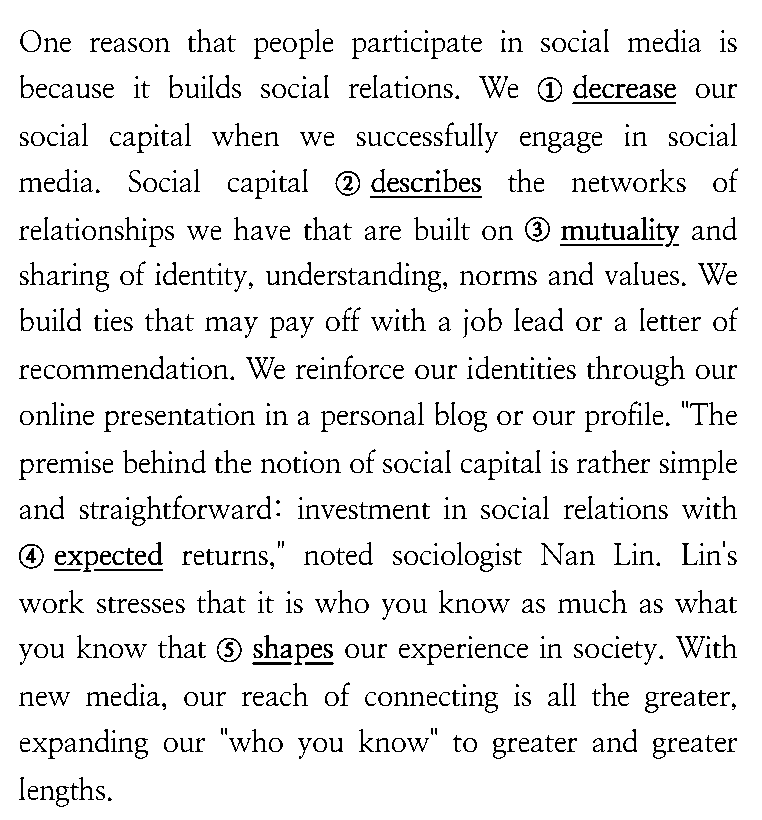 One reason that people participate in social media is
because it builds social relations. We ① decrease our
social capital when we successfully engage in social
media. Social capital ② describes the networks of
relationships we have that are built on ③ mutuality and
sharing of identity, understanding, norms and values. We
build ties that may pay off with a job lead or a letter of
recommendation. We reinforce our identities through our
online presentation in a personal blog or our profile. "The
premise behind the notion of social capital is rather simple
and straightforward: investment in social relations with
④ expected returns," noted sociologist Nan Lin. Lin's
work stresses that it is who you know as much as what
you know that ⑤ shapes our experience in society. With
new media, our reach of connecting is all the greater,
expanding our "who you know" to greater and greater
lengths.